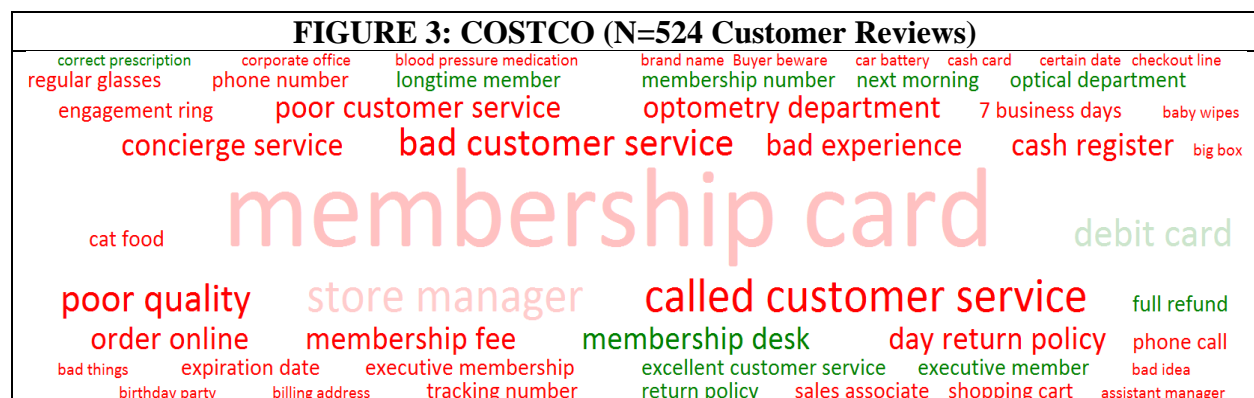 FIGURE 3: COSTCO (N=524 Customer Reviews)
correct prescription corporate office blood pressure medication brand name Buyer beware car battery cash card certain date checkout line
regular glasses phone number longtime member membership number next morning optical department
engagement ring poor customer service optometry department 7 business days baby wipes
concierge service bad customer service bad experience cash register big box
membership card
cat food debit card
poor quality store manager called customer service full refund
order online membership fee membership desk day return policy phone call
bad things expiration date executive membership excellent customer service executive member bad idea
birthday party billing address tracking number return policy sales associate shopping cart assistant manager